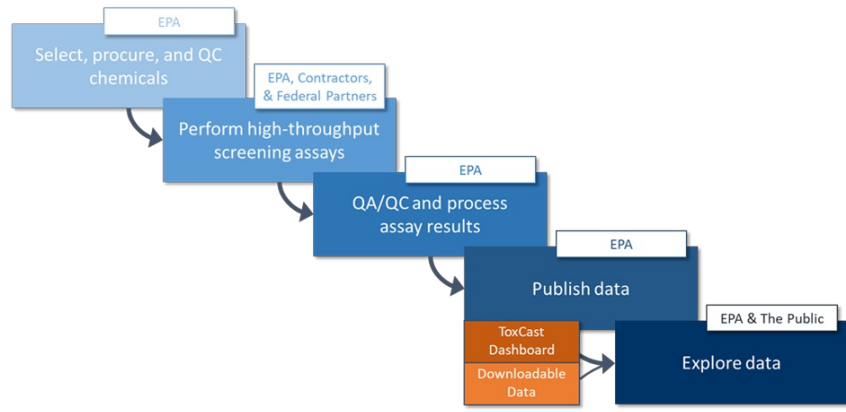 EPA
Select, procure, and QC
chemicals
EPA, Contractors,
& Federal Partners
Perform high-throughput
screening assays
EPA
QA/QC and process
assay results
EPA
Publish data
ToxCast
Dashboard
Downloadable
Data
EPA & The Public
Explore data